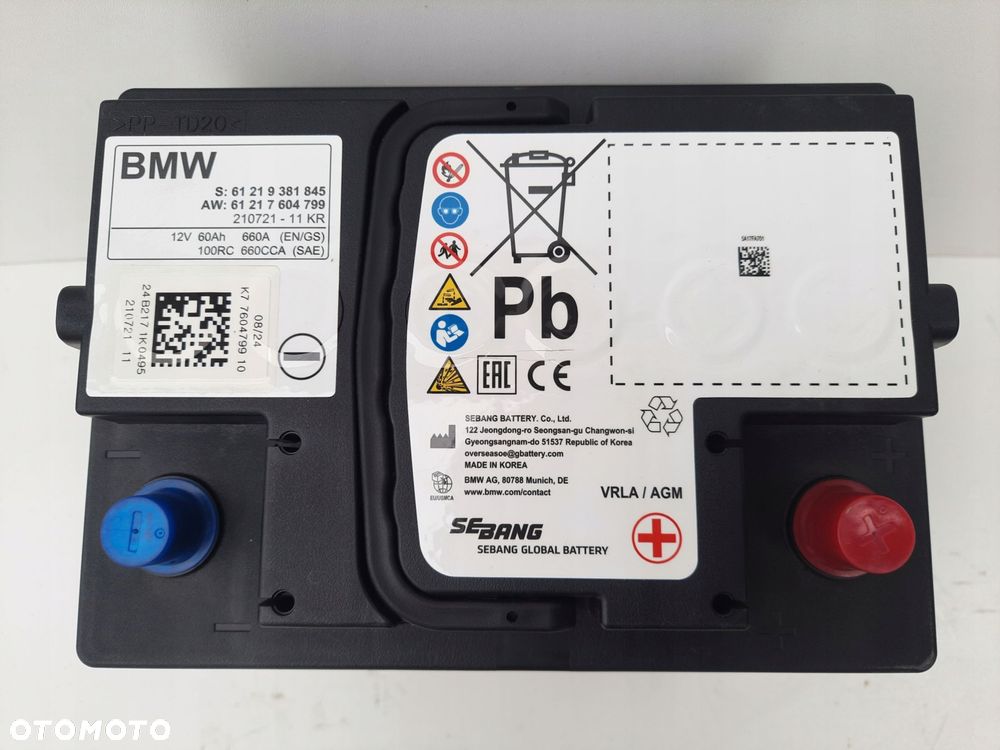 >PP-TD20<
BMW
S: 61 21 9 381 845
AW: 61 21 7 604 799
210721 - 11 KR
12V 60Ah 660A (EN/GS)
100RC 660CCA (SAE)
08/24
K7 7604799 10
24 B217 1K0495
210721 11
Pb
EAC
CE
SEBANG BATTERY. Co., Ltd.
122 Jeongdong-ro Seongsan-gu Changwon-si
Gyeongsangnam-do 51537 Republic of Korea
overseasoe@gbattery.com
MADE IN KOREA
BMW AG, 80788 Munich, DE
www.bmw.com/contact
EU/USMCA
VRLA / AGM
SEBANG
SEBANG GLOBAL BATTERY
OTOMOTO